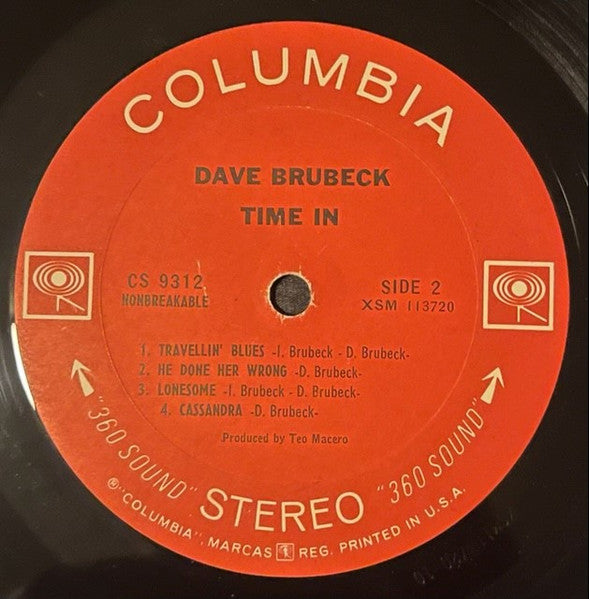 COLUMBIA
DAVE BRUBECK
TIME IN
CS 9312
NONBREAKABLE
SIDE 2
XSM 113720
1. TRAVELLIN' BLUES -I. Brubeck - D. Brubeck-
2. HE DONE HER WRONG -D. Brubeck-
3. LONESOME -I. Brubeck - D. Brubeck-
4. CASSANDRA -D. Brubeck-
Produced by Teo Macero
"360 SOUND" STEREO "360 SOUND"
® "COLUMBIA", MARCAS REG. PRINTED IN U.S.A.